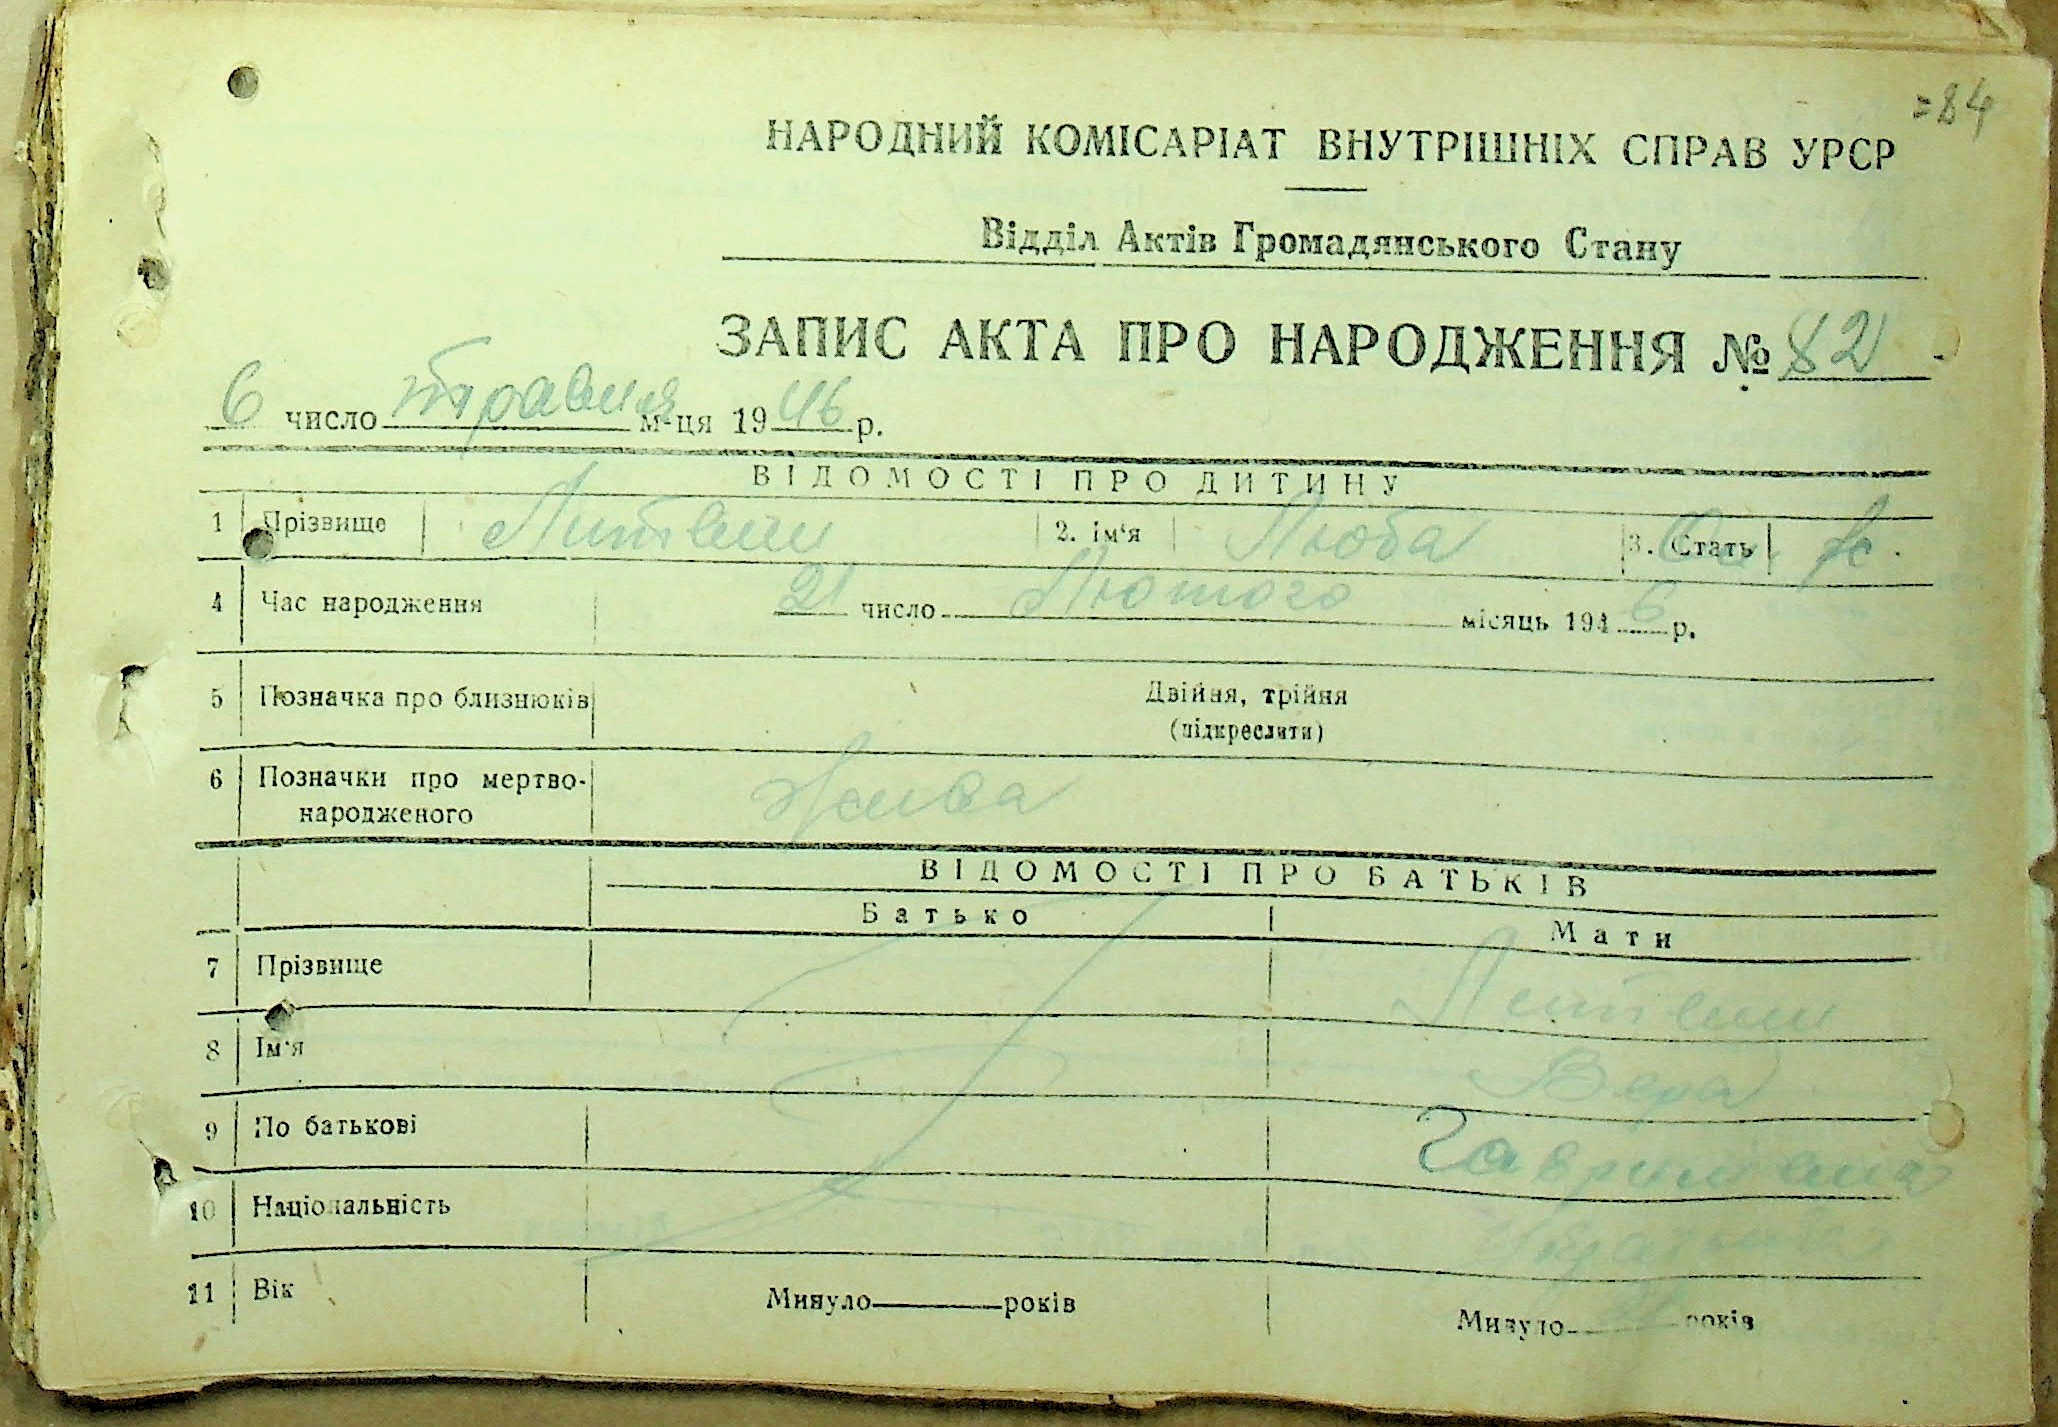 =84
НАРОДНИЙ КОМІСАРІАТ ВНУТРІШНІХ СПРАВ УРСР
Відділ Актів Громадянського Стану
ЗАПИС АКТА ПРО НАРОДЖЕННЯ № 82
6 число травня м-ця 1946 р.
ВІДОМОСТІ ПРО ДИТИНУ
1 Прізвище Литвин 2. ім‘я Люба 3. Стать ж.
4 Час народження 21 число Лютого місяць 1946 р.
5 Позначка про близнюків Двійня, трійня
(підкреслити)
6 Позначки про мертво-
народженого Жива
ВІДОМОСТІ ПРО БАТЬКІВ
Батько Мати
7 Прізвище Литвин
8 Ім‘я Вера
9 По батькові Гавриловна
10 Національність Українка
11 Вік Минуло років Минуло років